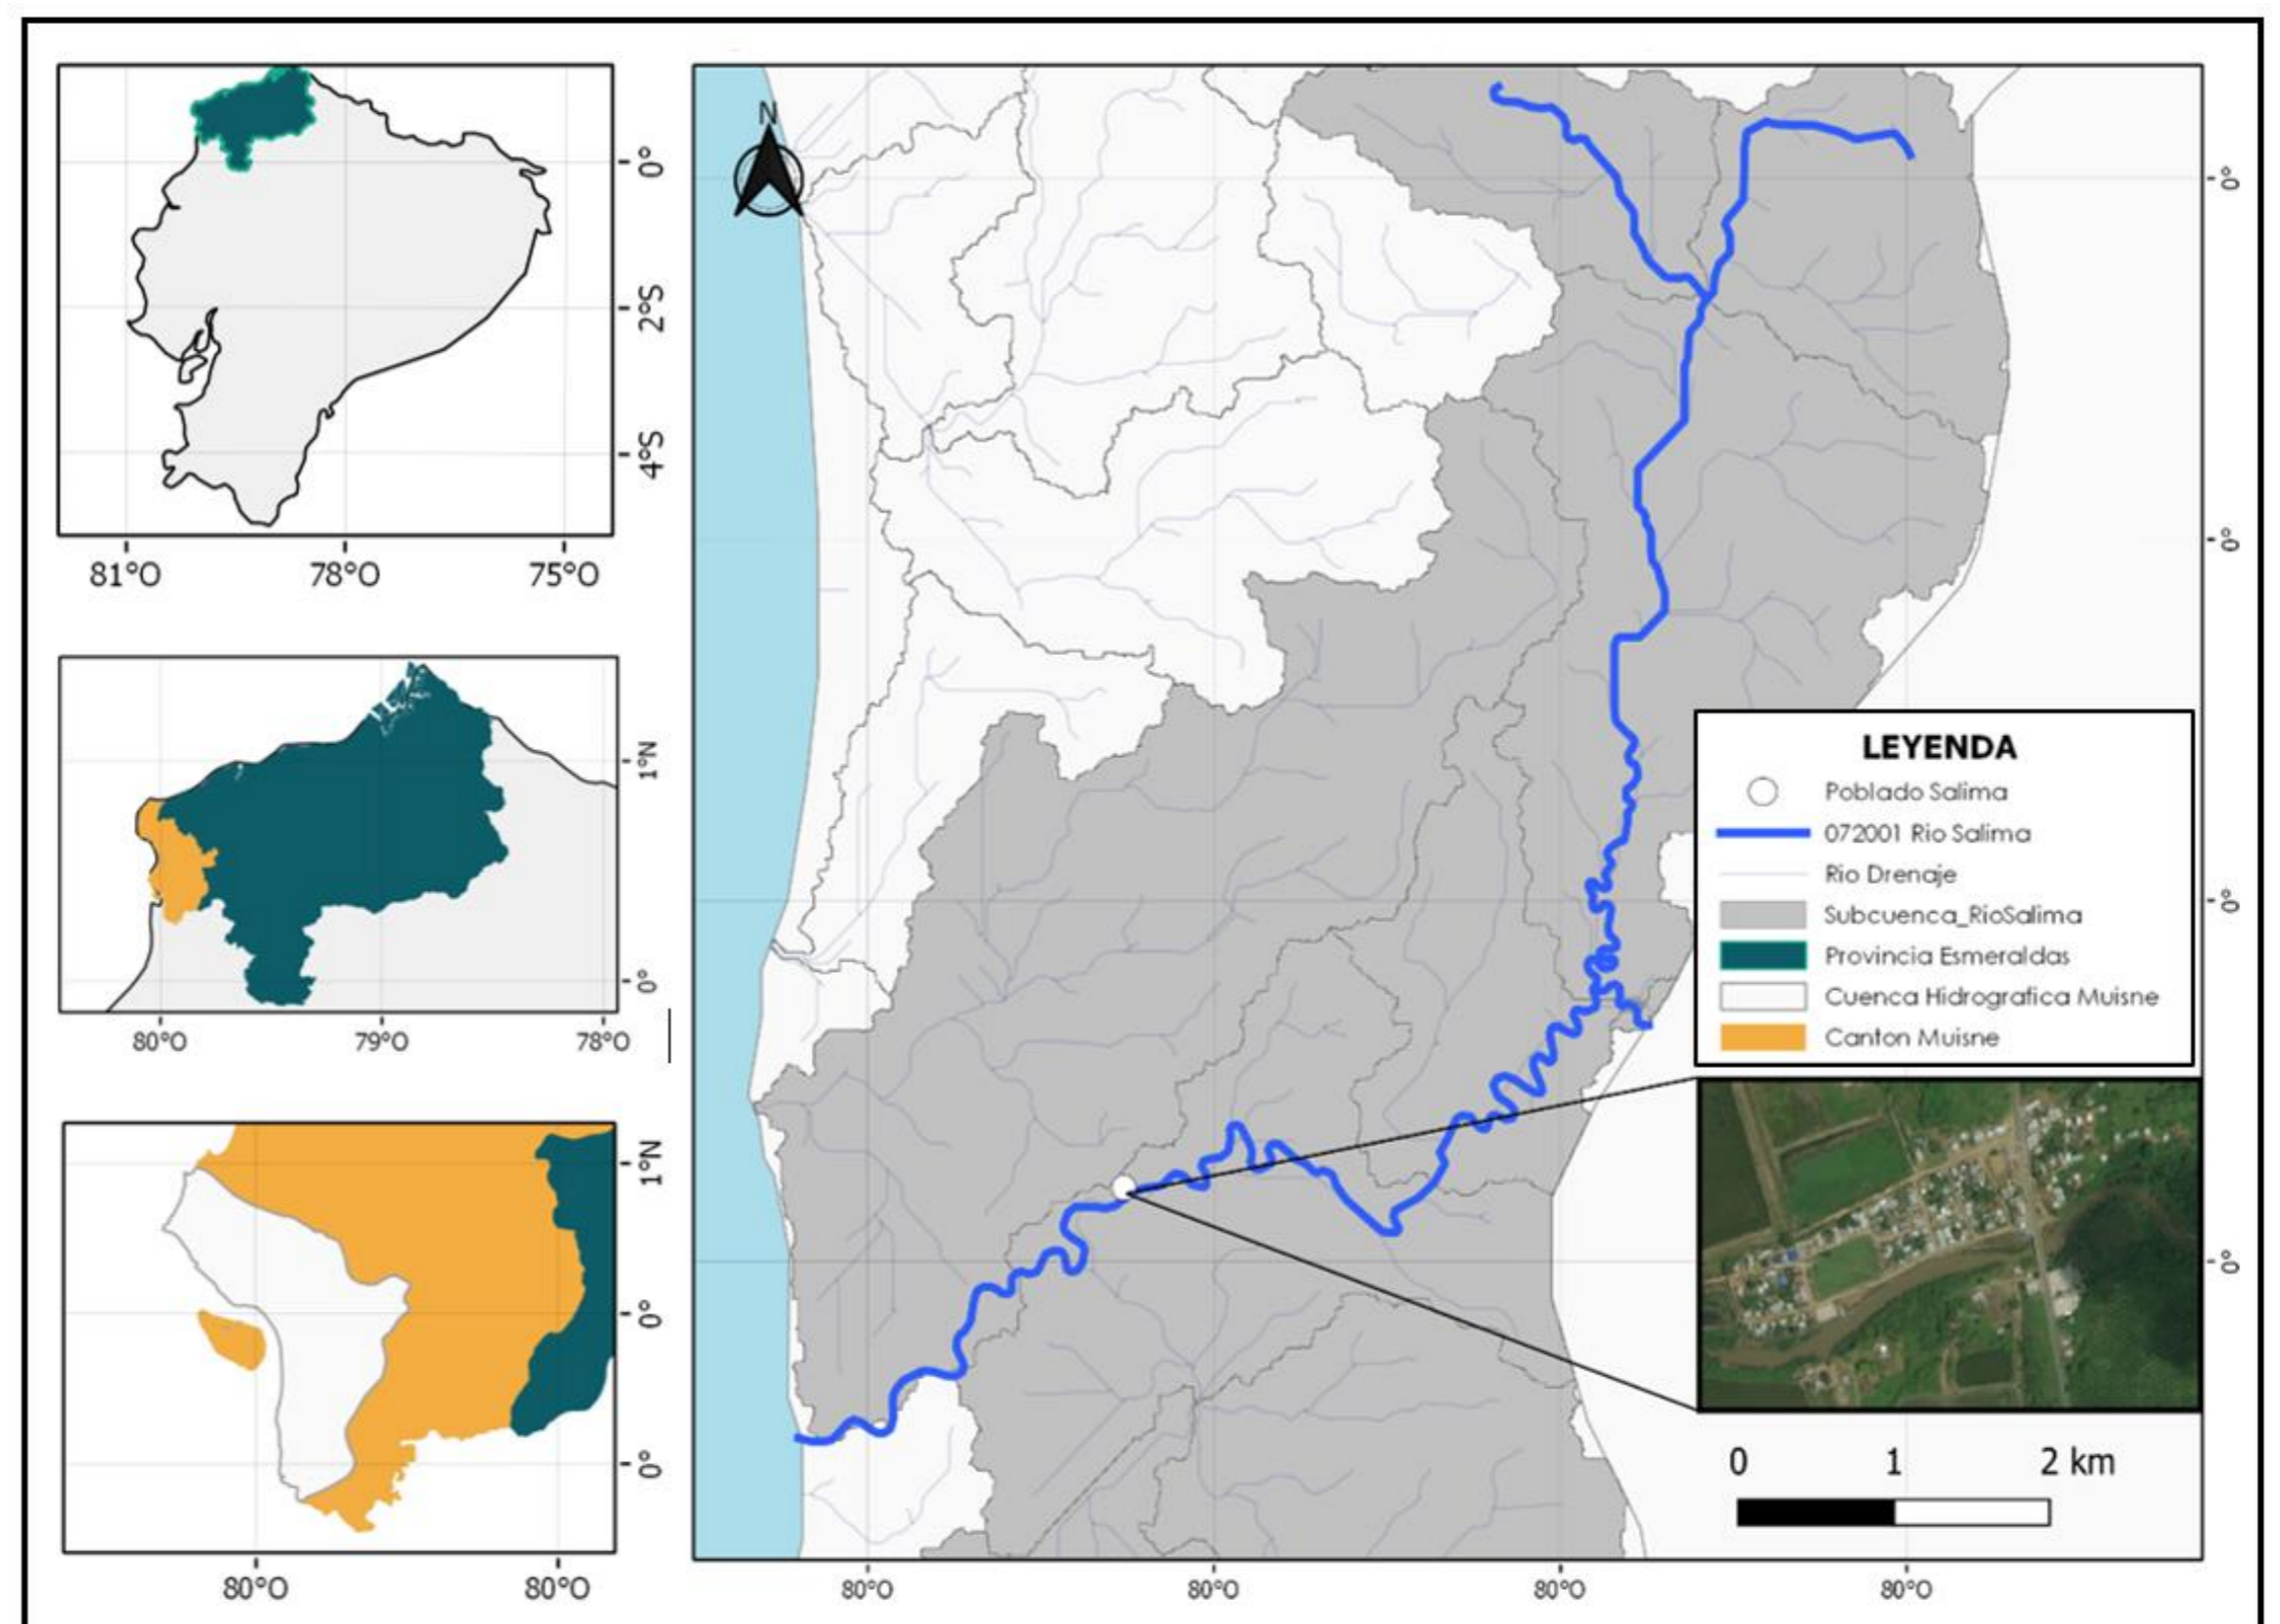 0°
2°S
4°S
81°O 78°O 75°O
1°N
0°
80°O 79°O 78°O
1°N
0°
0°
80°O 80°O
N
0°
0°
0°
0°
80°O 80°O 80°O 80°O
LEYENDA
Poblado Salima
072001 Rio Salima
Rio Drenaje
Subcuenca_RioSalima
Provincia Esmeraldas
Cuenca Hidrografica Muisne
Canton Muisne
0 1 2 km